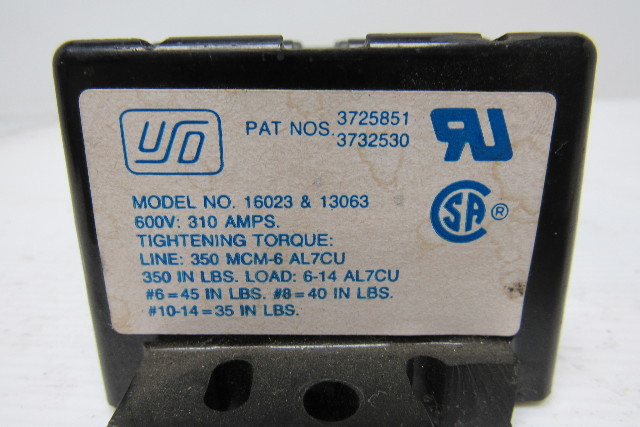 USD
PAT NOS. 3725851
3732530
MODEL NO. 16023 & 13063
600V: 310 AMPS.
TIGHTENING TORQUE:
LINE: 350 MCM-6 AL7CU
350 IN LBS. LOAD: 6-14 AL7CU
#6=45 IN LBS. #8=40 IN LBS.
#10-14=35 IN LBS.
RU
SA ®